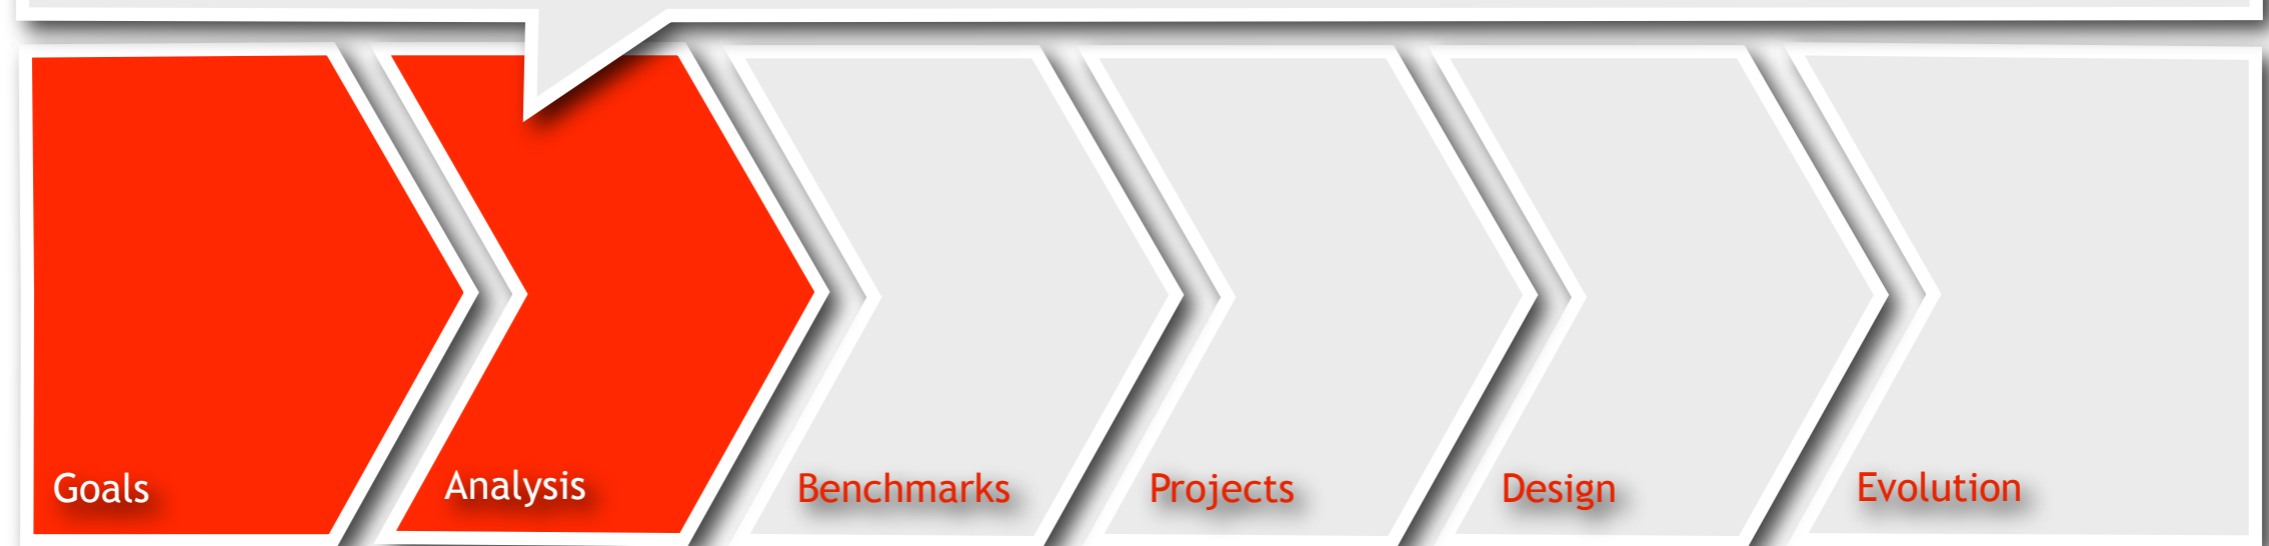 Goals
Analysis
Benchmarks
Projects
Design
Evolution